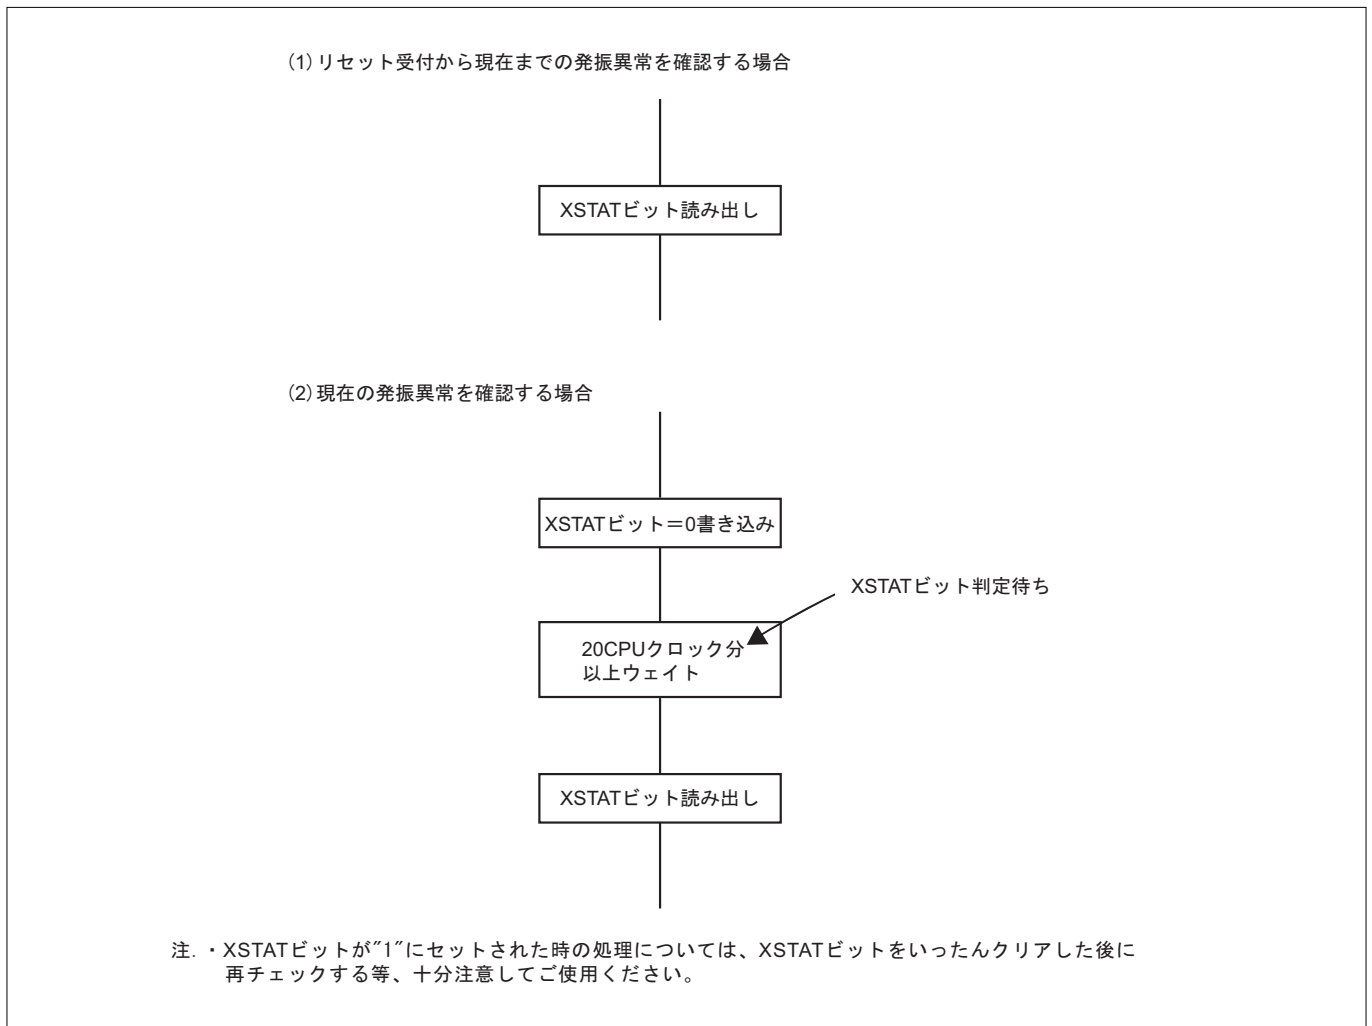 (1)リセット受付から現在までの発振異常を確認する場合
XSTATビット読み出し
(2)現在の発振異常を確認する場合
XSTATビット＝0書き込み
XSTATビット判定待ち
20CPUクロック分
以上ウェイト
XSTATビット読み出し
注. ・XSTATビットが"1"にセットされた時の処理については、XSTATビットをいったんクリアした後に
再チェックする等、十分注意してご使用ください。